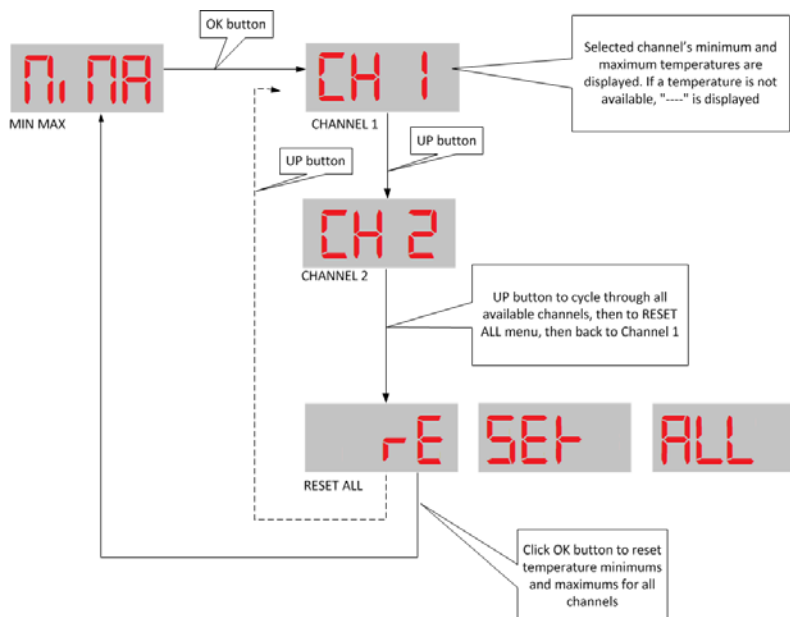 OK button
MiMA
MIN MAX
CH 1
CHANNEL 1
Selected channel's minimum and
maximum temperatures are
displayed. If a temperature is not
available, "----" is displayed
UP button
UP button
CH 2
CHANNEL 2
UP button to cycle through all
available channels, then to RESET
ALL menu, then back to Channel 1
rE SEt ALL
RESET ALL
Click OK button to reset
temperature minimums
and maximums for all
channels